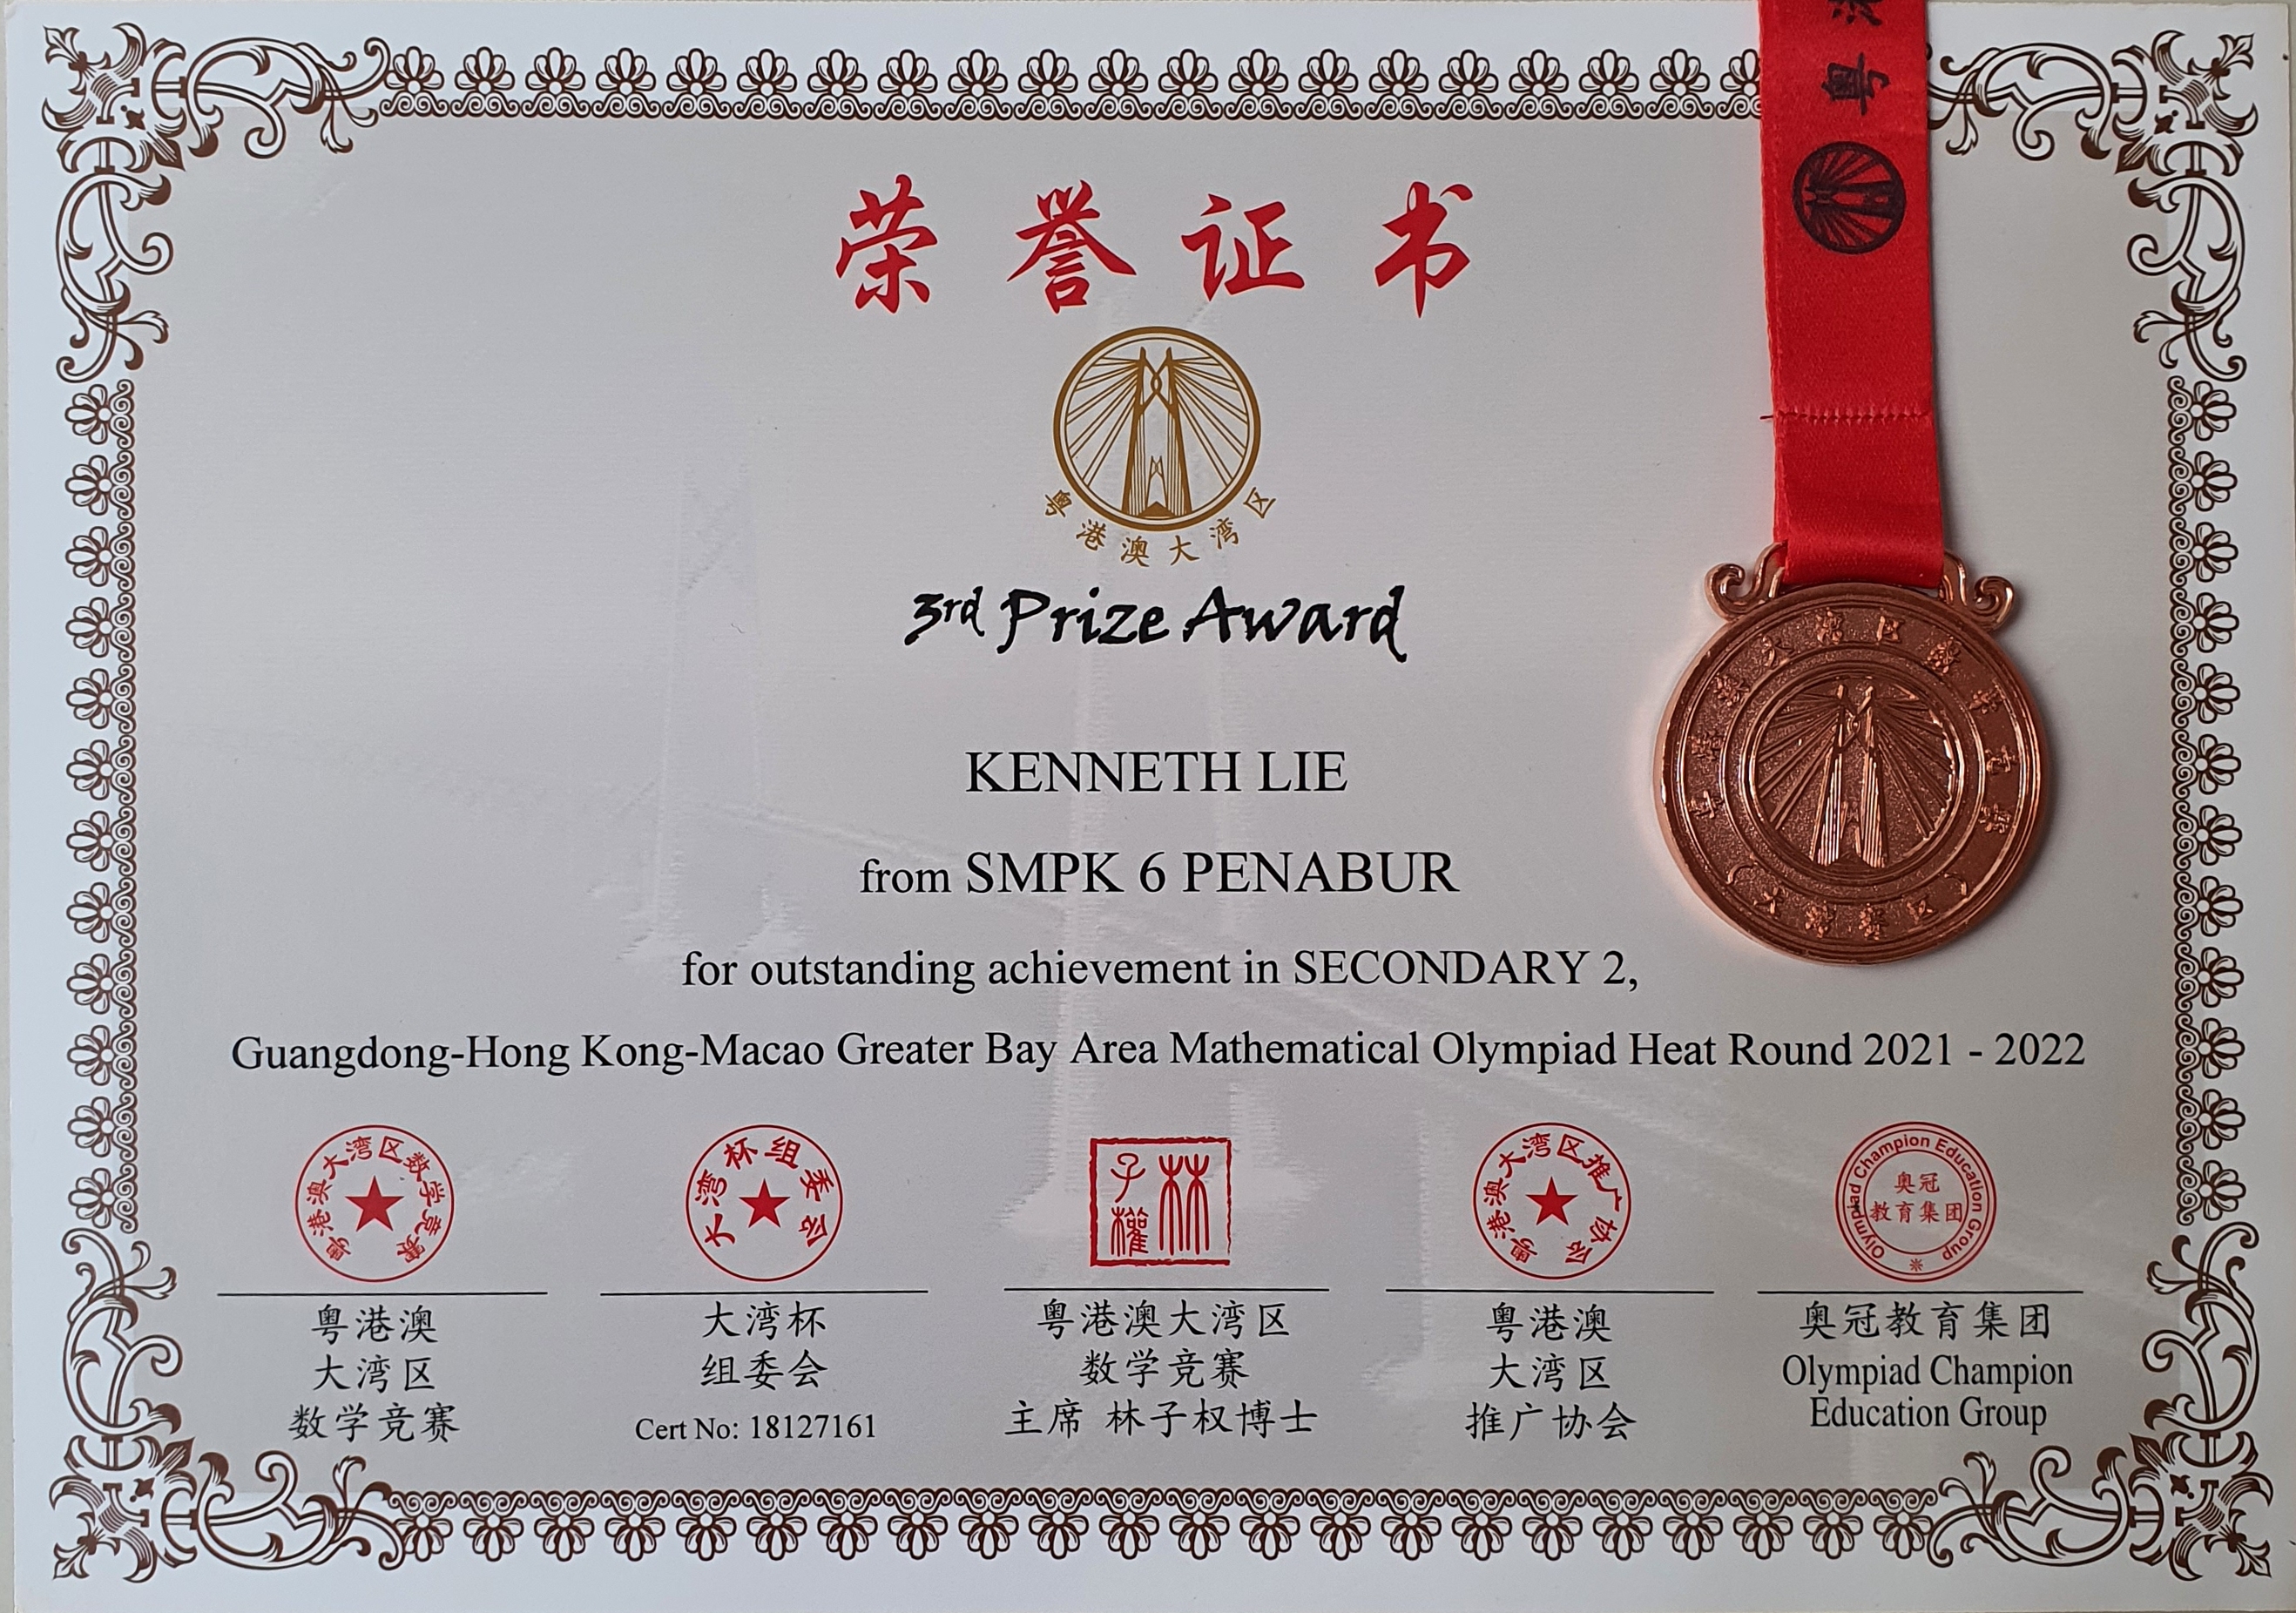 粤港
荣誉证书
粤港澳大湾区
3rd Prize Award
KENNETH LIE
from SMPK 6 PENABUR
for outstanding achievement in SECONDARY 2,
Guangdong-Hong Kong-Macao Greater Bay Area Mathematical Olympiad Heat Round 2021 - 2022
粤港澳大湾区数学竞赛
大湾杯组委会
林子權
粤港澳大湾区推广协会
Olympiad Champion Education Group
奥冠
教育集团
粤港澳
大湾区
数学竞赛
大湾杯
组委会
Cert No: 18127161
粤港澳大湾区
数学竞赛
主席 林子权博士
粤港澳
大湾区
推广协会
奥冠教育集团
Olympiad Champion
Education Group